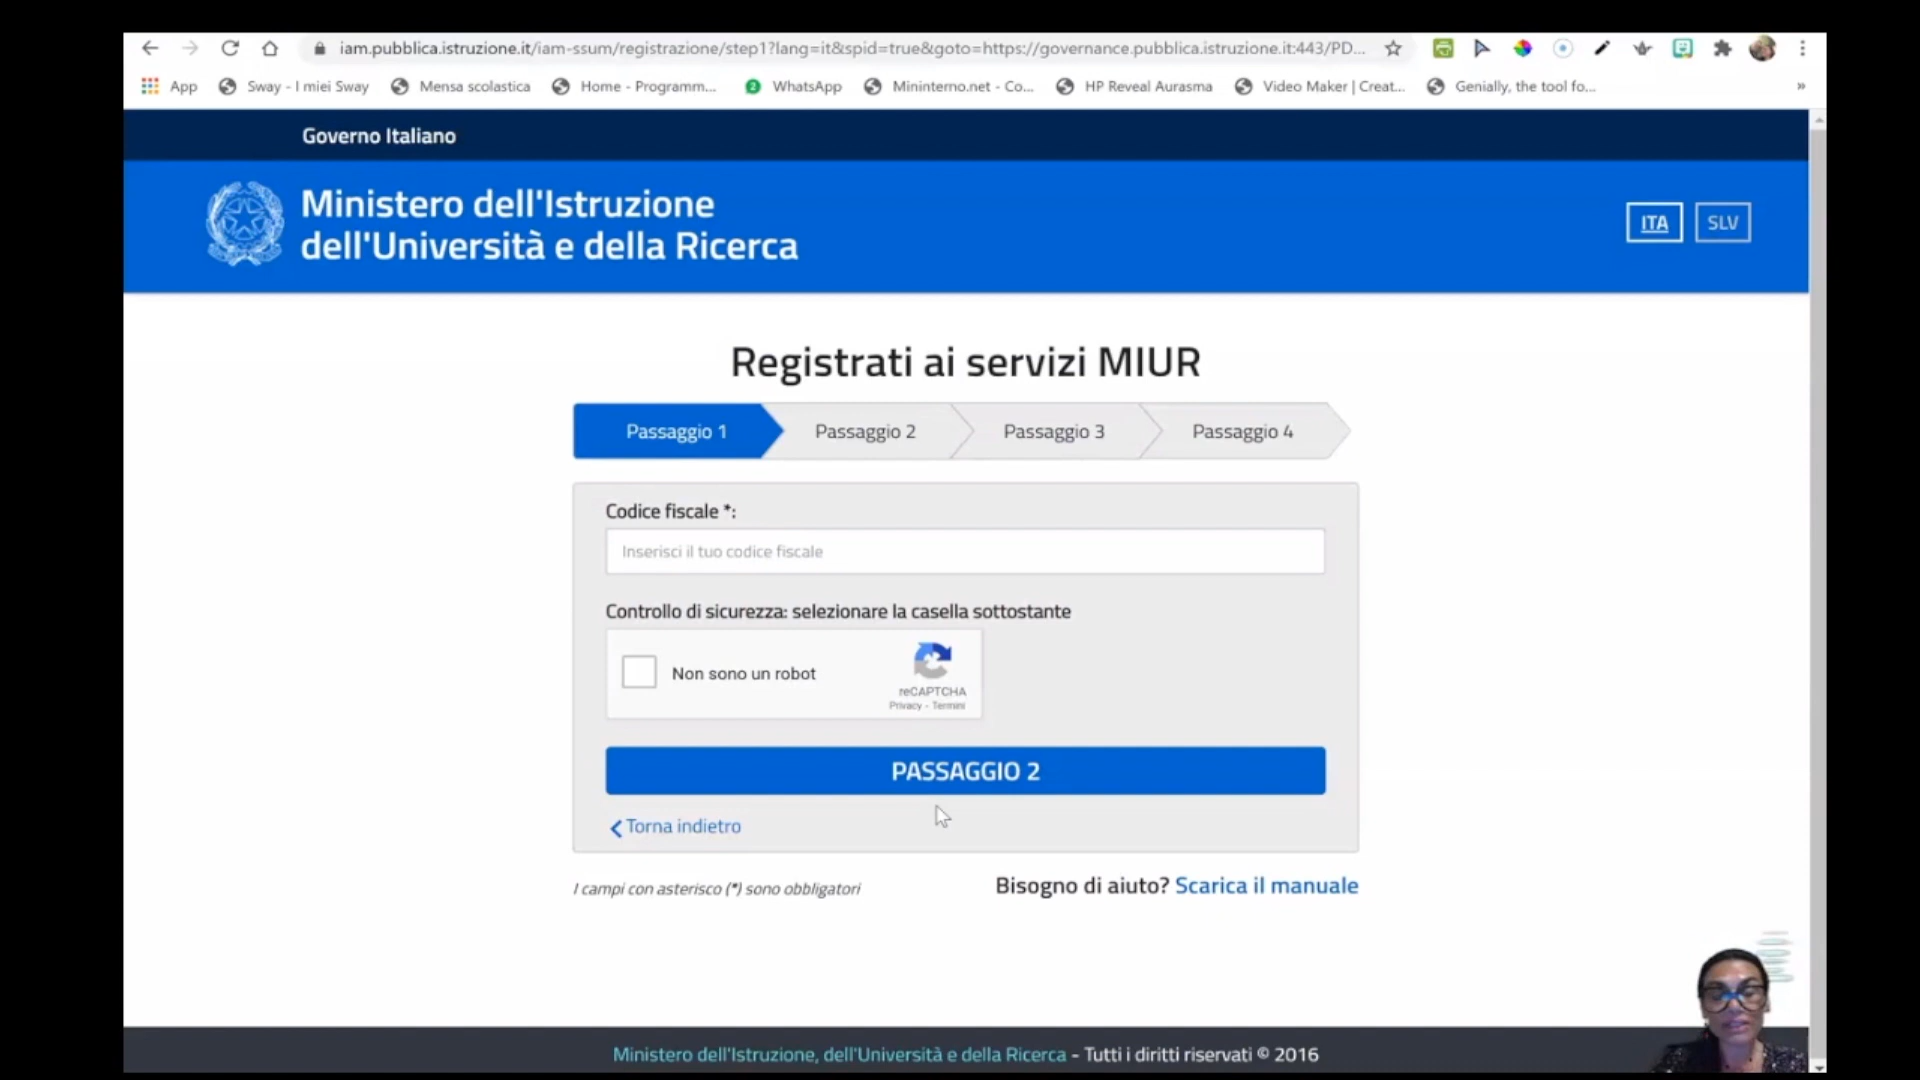 iam.pubblica.istruzione.it/iam-ssum/registrazione/step1?lang=it&spid=true&goto=https://governance.pubblica.istruzione.it:443/PD...
App Sway - I miei Sway Mensa scolastica Home - Programm... 2 WhatsApp Mininterno.net - Co... HP Reveal Aurasma Video Maker | Creat... Genially, the tool fo... »
Governo Italiano
Ministero dell'Istruzione
dell'Università e della Ricerca
ITA SLV
Registrati ai servizi MIUR
Passaggio 1 Passaggio 2 Passaggio 3 Passaggio 4
Codice fiscale *:
Inserisci il tuo codice fiscale
Controllo di sicurezza: selezionare la casella sottostante
Non sono un robot
reCAPTCHA
Privacy - Termini
PASSAGGIO 2
Torna indietro
I campi con asterisco (*) sono obbligatori
Bisogno di aiuto? Scarica il manuale
Ministero dell'Istruzione, dell'Università e della Ricerca - Tutti i diritti riservati © 2016